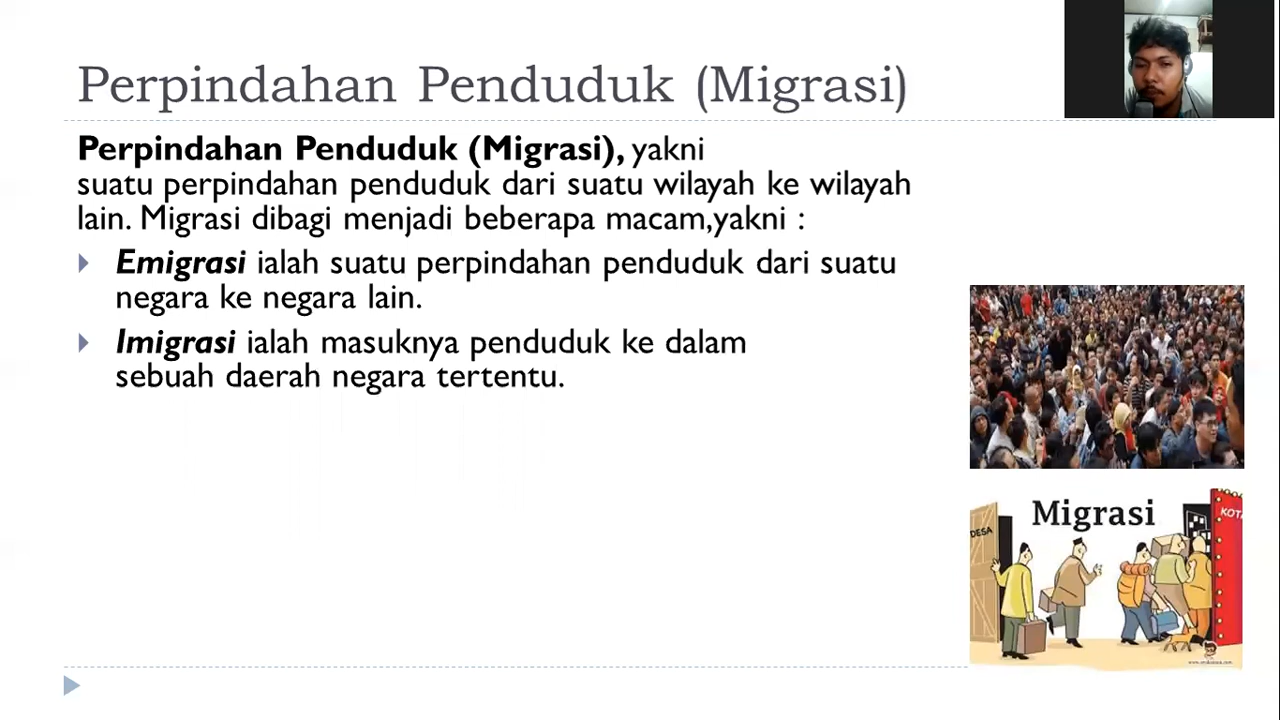 Perpindahan Penduduk (Migrasi)
Perpindahan Penduduk (Migrasi), yakni
suatu perpindahan penduduk dari suatu wilayah ke wilayah
lain. Migrasi dibagi menjadi beberapa macam,yakni :
Emigrasi ialah suatu perpindahan penduduk dari suatu
negara ke negara lain.
Imigrasi ialah masuknya penduduk ke dalam
sebuah daerah negara tertentu.
Migrasi
DESA
KOTA